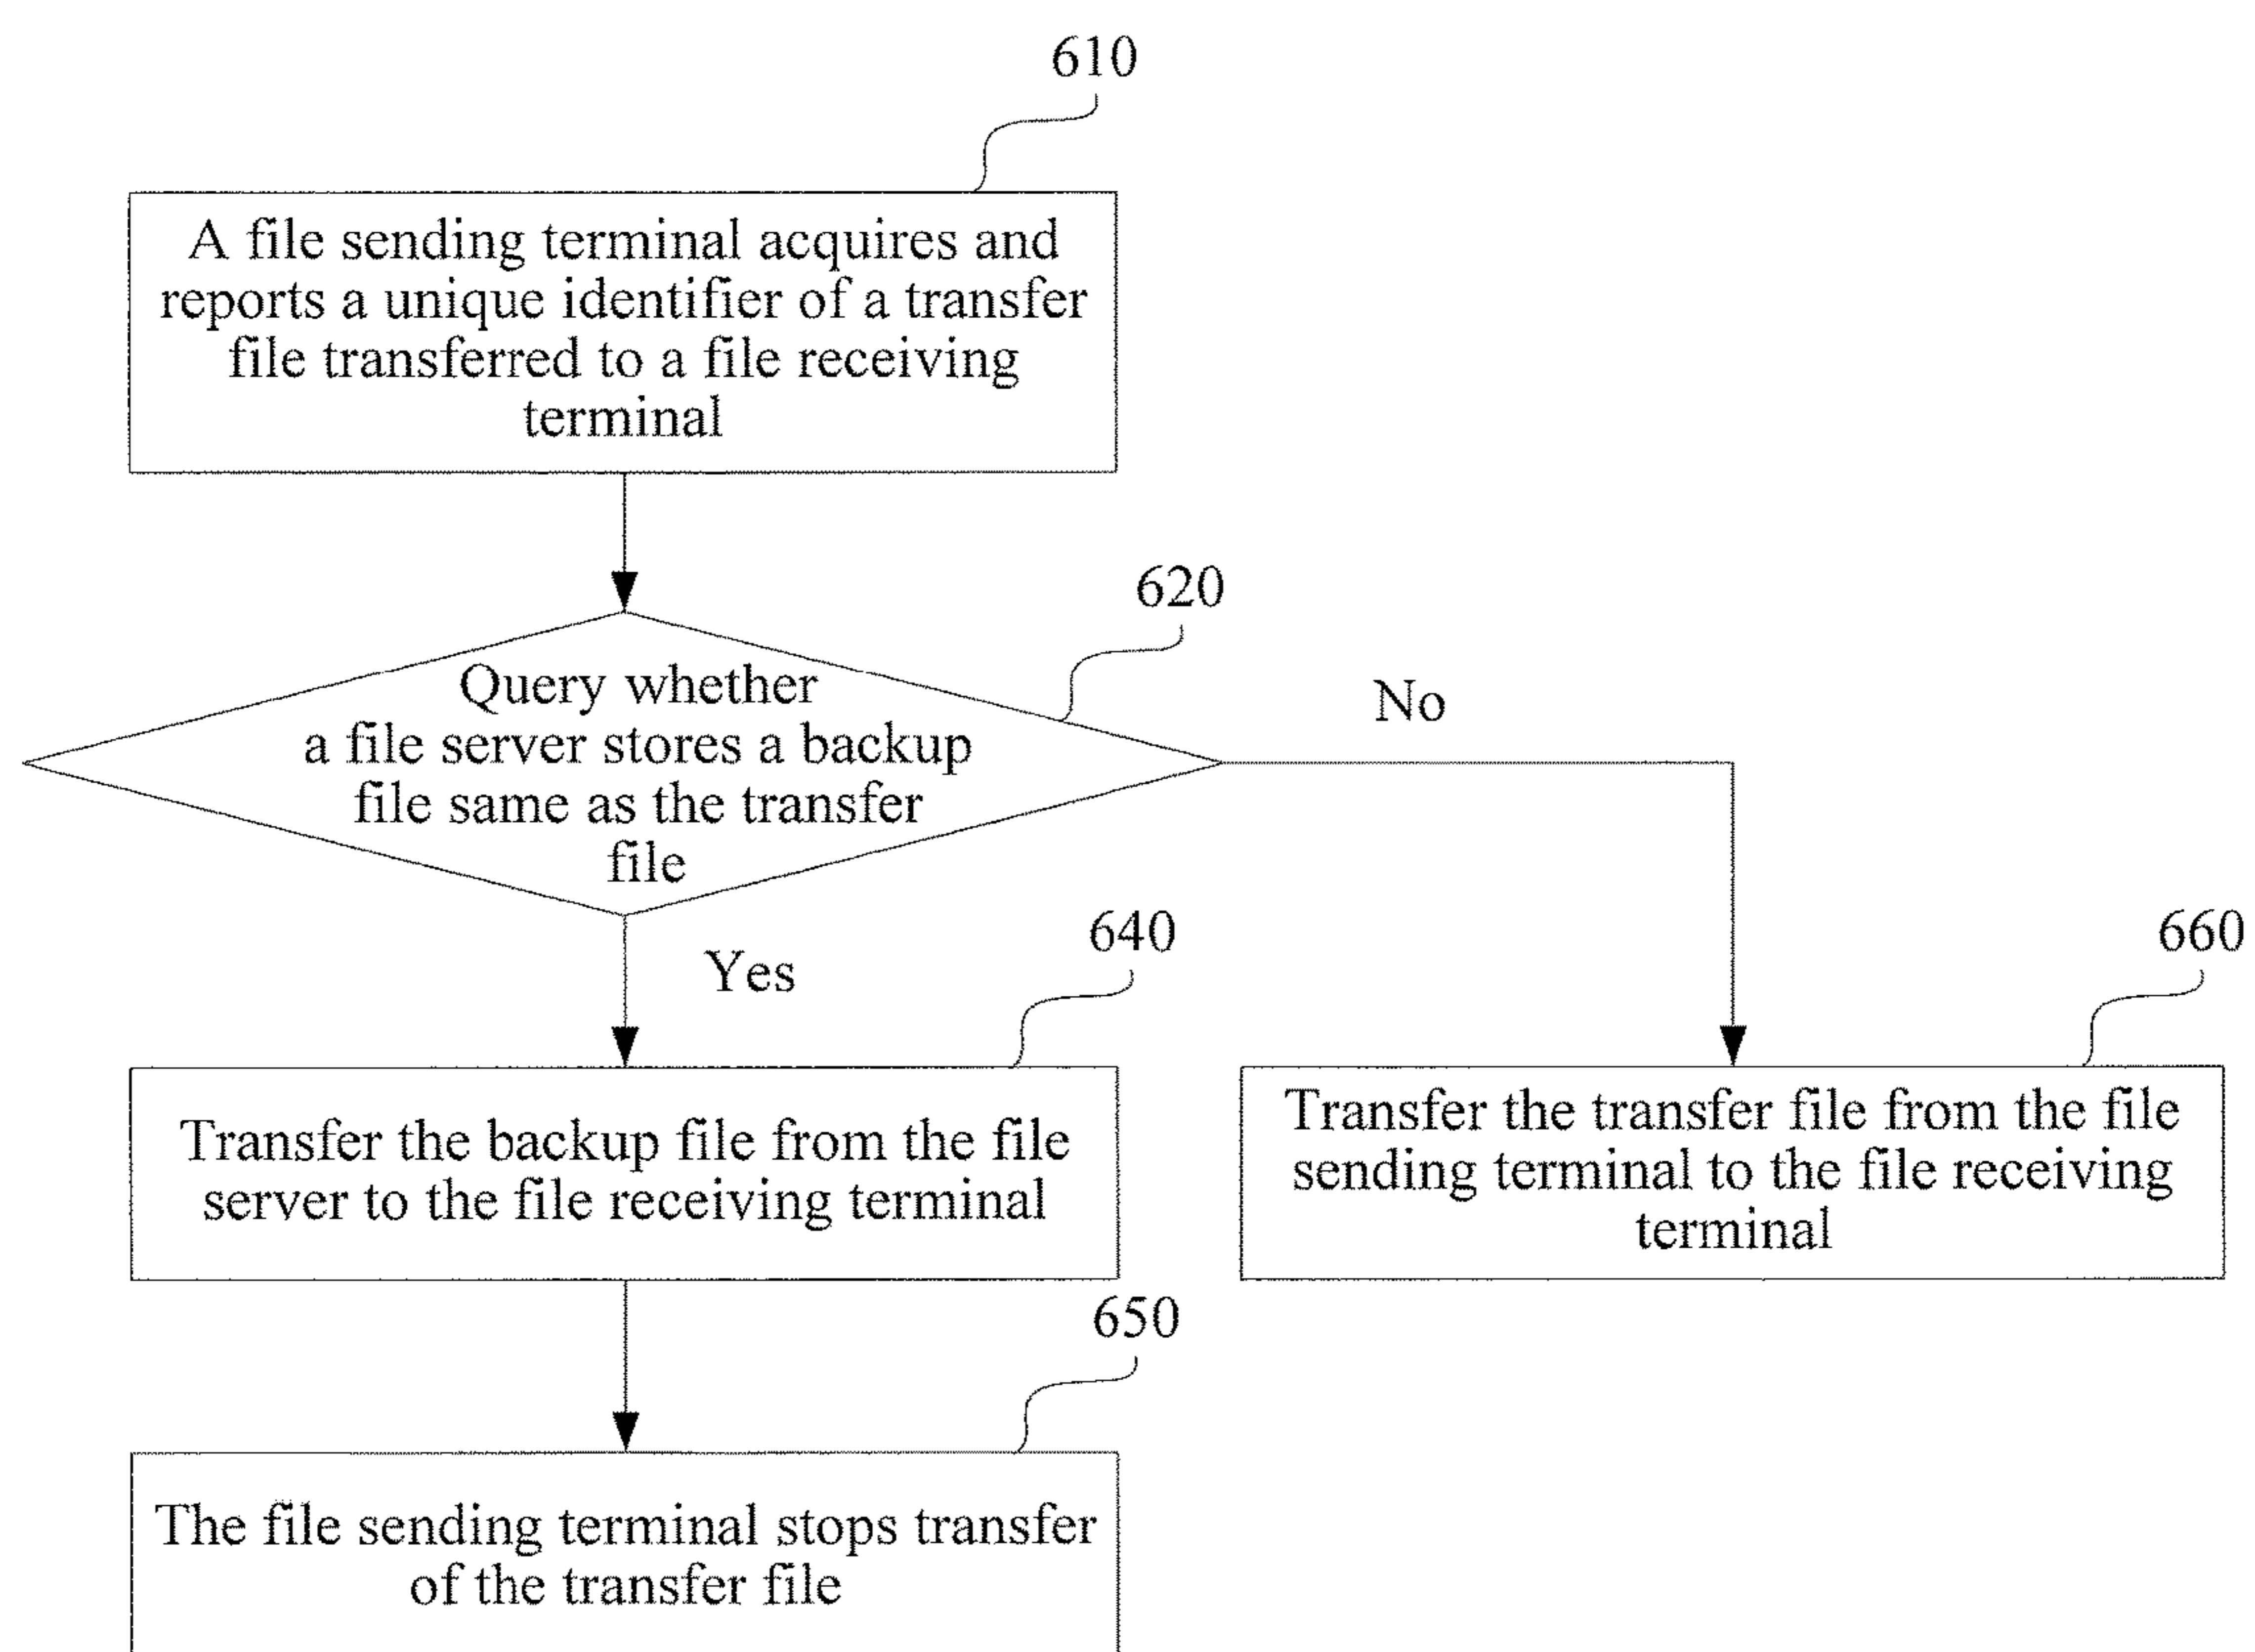 610
A file sending terminal acquires and
reports a unique identifier of a transfer
file transferred to a file receiving
terminal
620
Query whether
a file server stores a backup
file same as the transfer
file
No
Yes
640
Transfer the backup file from the file
server to the file receiving terminal
660
Transfer the transfer file from the file
sending terminal to the file receiving
terminal
650
The file sending terminal stops transfer
of the transfer file